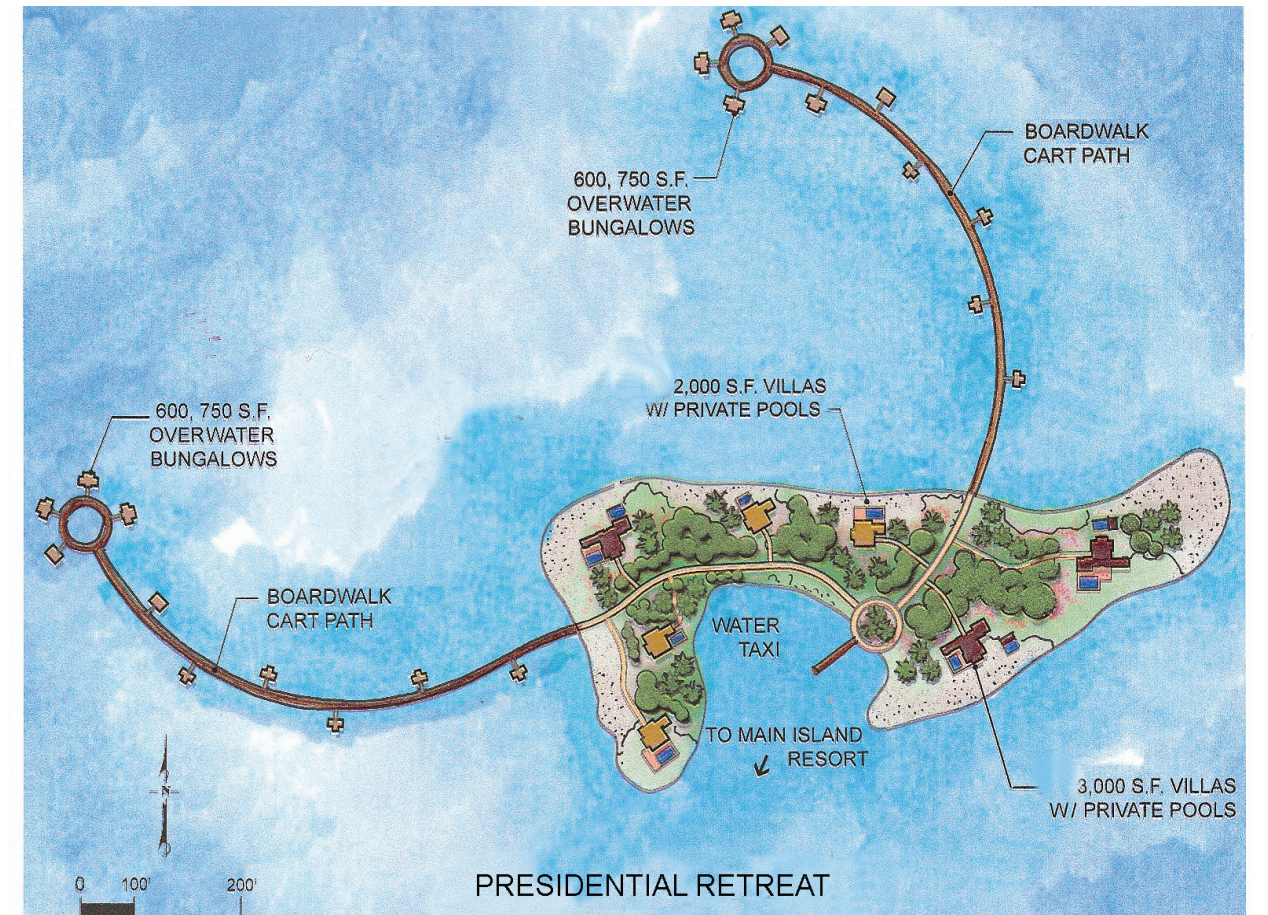 BOARDWALK
CART PATH
600, 750 S.F.
OVERWATER
BUNGALOWS
2,000 S.F. VILLAS
W/ PRIVATE POOLS
600, 750 S.F.
OVERWATER
BUNGALOWS
BOARDWALK
CART PATH
WATER
TAXI
TO MAIN ISLAND
RESORT
3,000 S.F. VILLAS
W/ PRIVATE POOLS
N
0 100' 200'
PRESIDENTIAL RETREAT